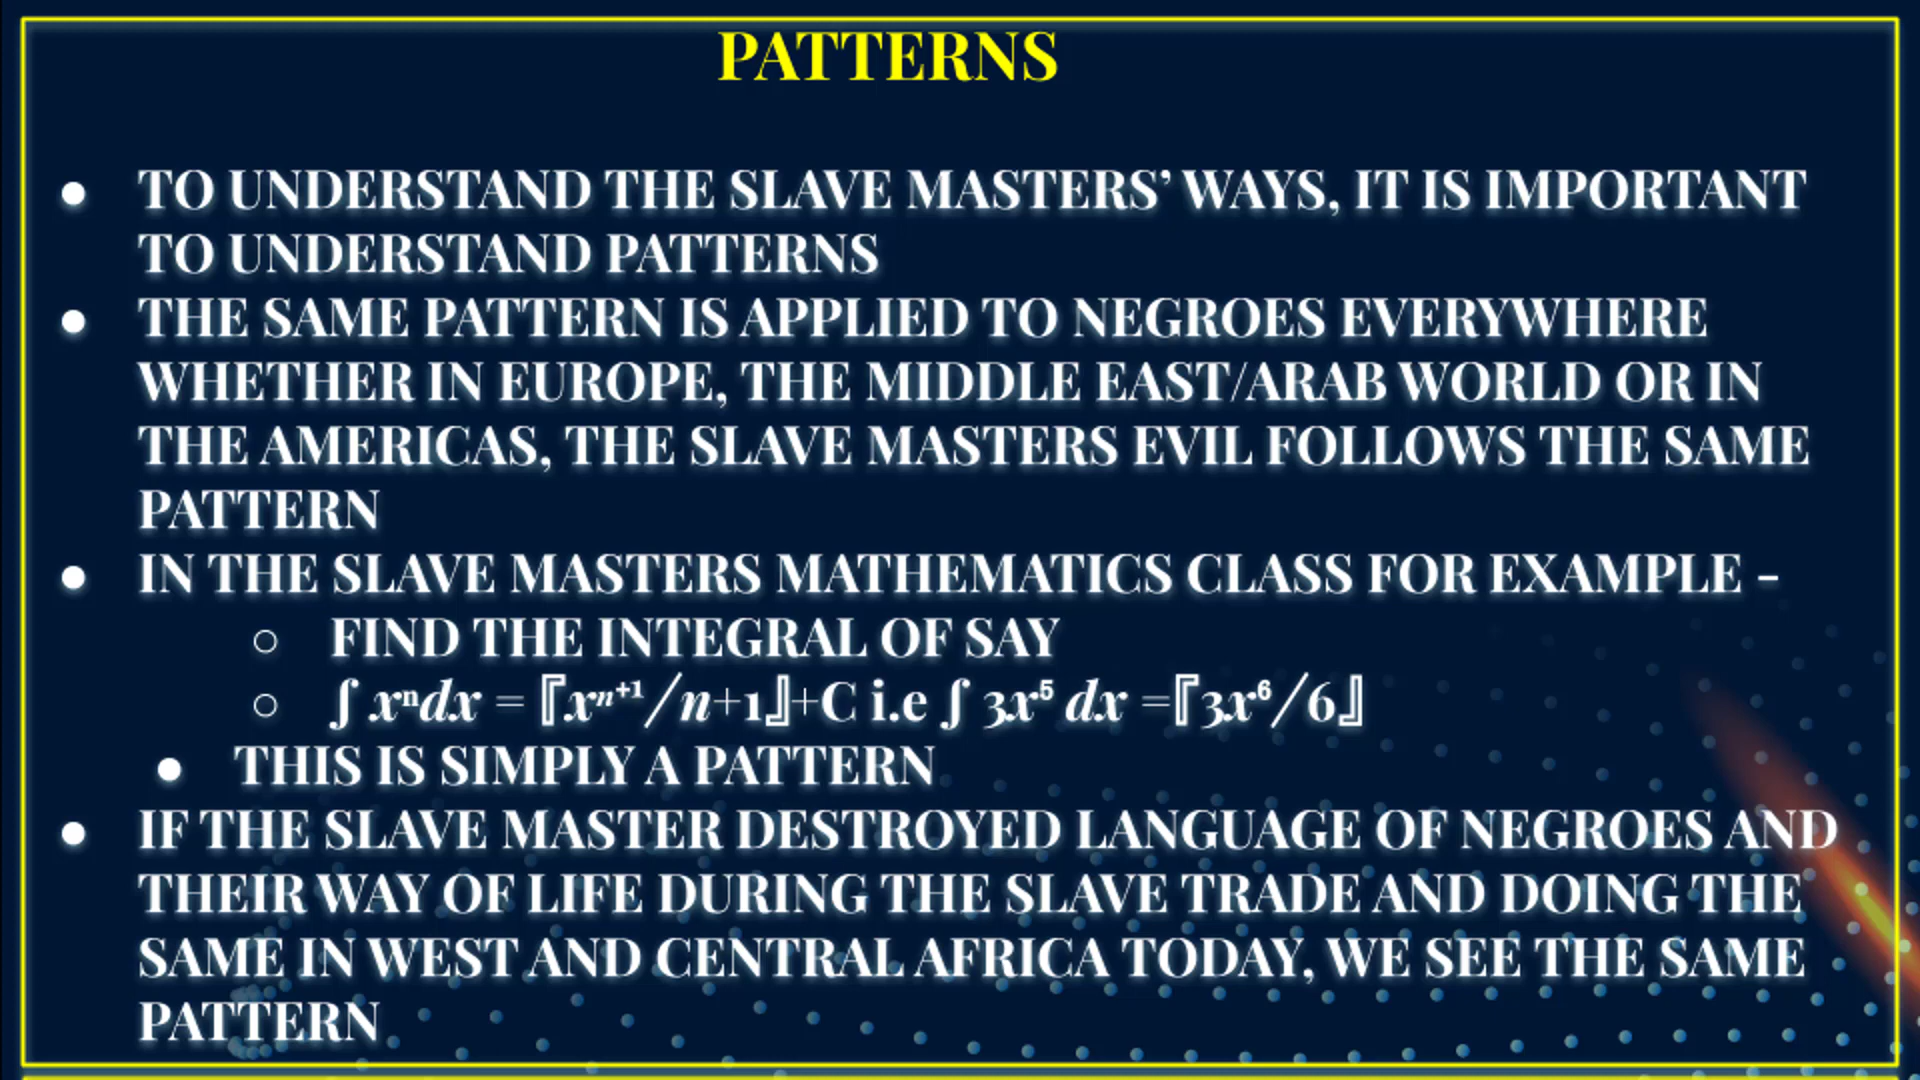 PATTERNS
● TO UNDERSTAND THE SLAVE MASTERS’ WAYS, IT IS IMPORTANT
TO UNDERSTAND PATTERNS
● THE SAME PATTERN IS APPLIED TO NEGROES EVERYWHERE
WHETHER IN EUROPE, THE MIDDLE EAST/ARAB WORLD OR IN
THE AMERICAS, THE SLAVE MASTERS EVIL FOLLOWS THE SAME
PATTERN
● IN THE SLAVE MASTERS MATHEMATICS CLASS FOR EXAMPLE –
○ FIND THE INTEGRAL OF SAY
○ ∫ xⁿdx = 『xⁿ⁺¹/n+1』+C i.e ∫ 3x⁵ dx =『3x⁶/6』
● THIS IS SIMPLY A PATTERN
● IF THE SLAVE MASTER DESTROYED LANGUAGE OF NEGROES AND
THEIR WAY OF LIFE DURING THE SLAVE TRADE AND DOING THE
SAME IN WEST AND CENTRAL AFRICA TODAY, WE SEE THE SAME
PATTERN